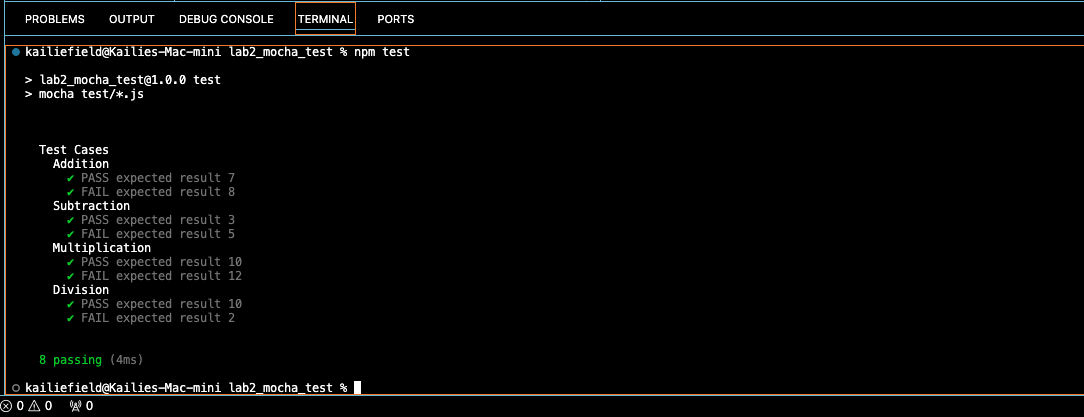 PROBLEMS OUTPUT DEBUG CONSOLE TERMINAL PORTS
kailiefield@Kailies-Mac-mini lab2_mocha_test % npm test
> lab2_mocha_test@1.0.0 test
> mocha test/*.js
Test Cases
Addition
✔ PASS expected result 7
✔ FAIL expected result 8
Subtraction
✔ PASS expected result 3
✔ FAIL expected result 5
Multiplication
✔ PASS expected result 10
✔ FAIL expected result 12
Division
✔ PASS expected result 10
✔ FAIL expected result 2
8 passing (4ms)
kailiefield@Kailies-Mac-mini lab2_mocha_test %
0 0 0